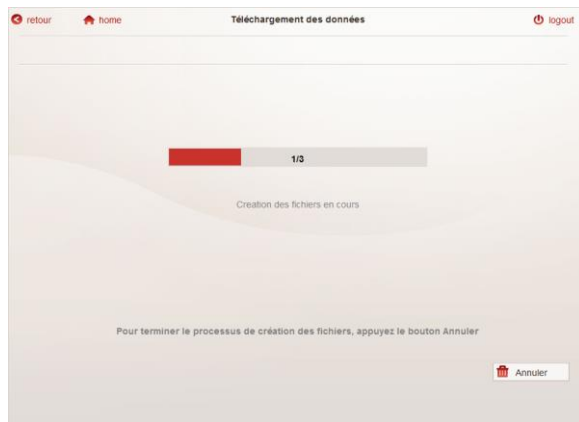 retour home Téléchargement des données logout
1/3
Creation des fichiers en cours
Pour terminer le processus de création des fichiers, appuyez le bouton Annuler
Annuler